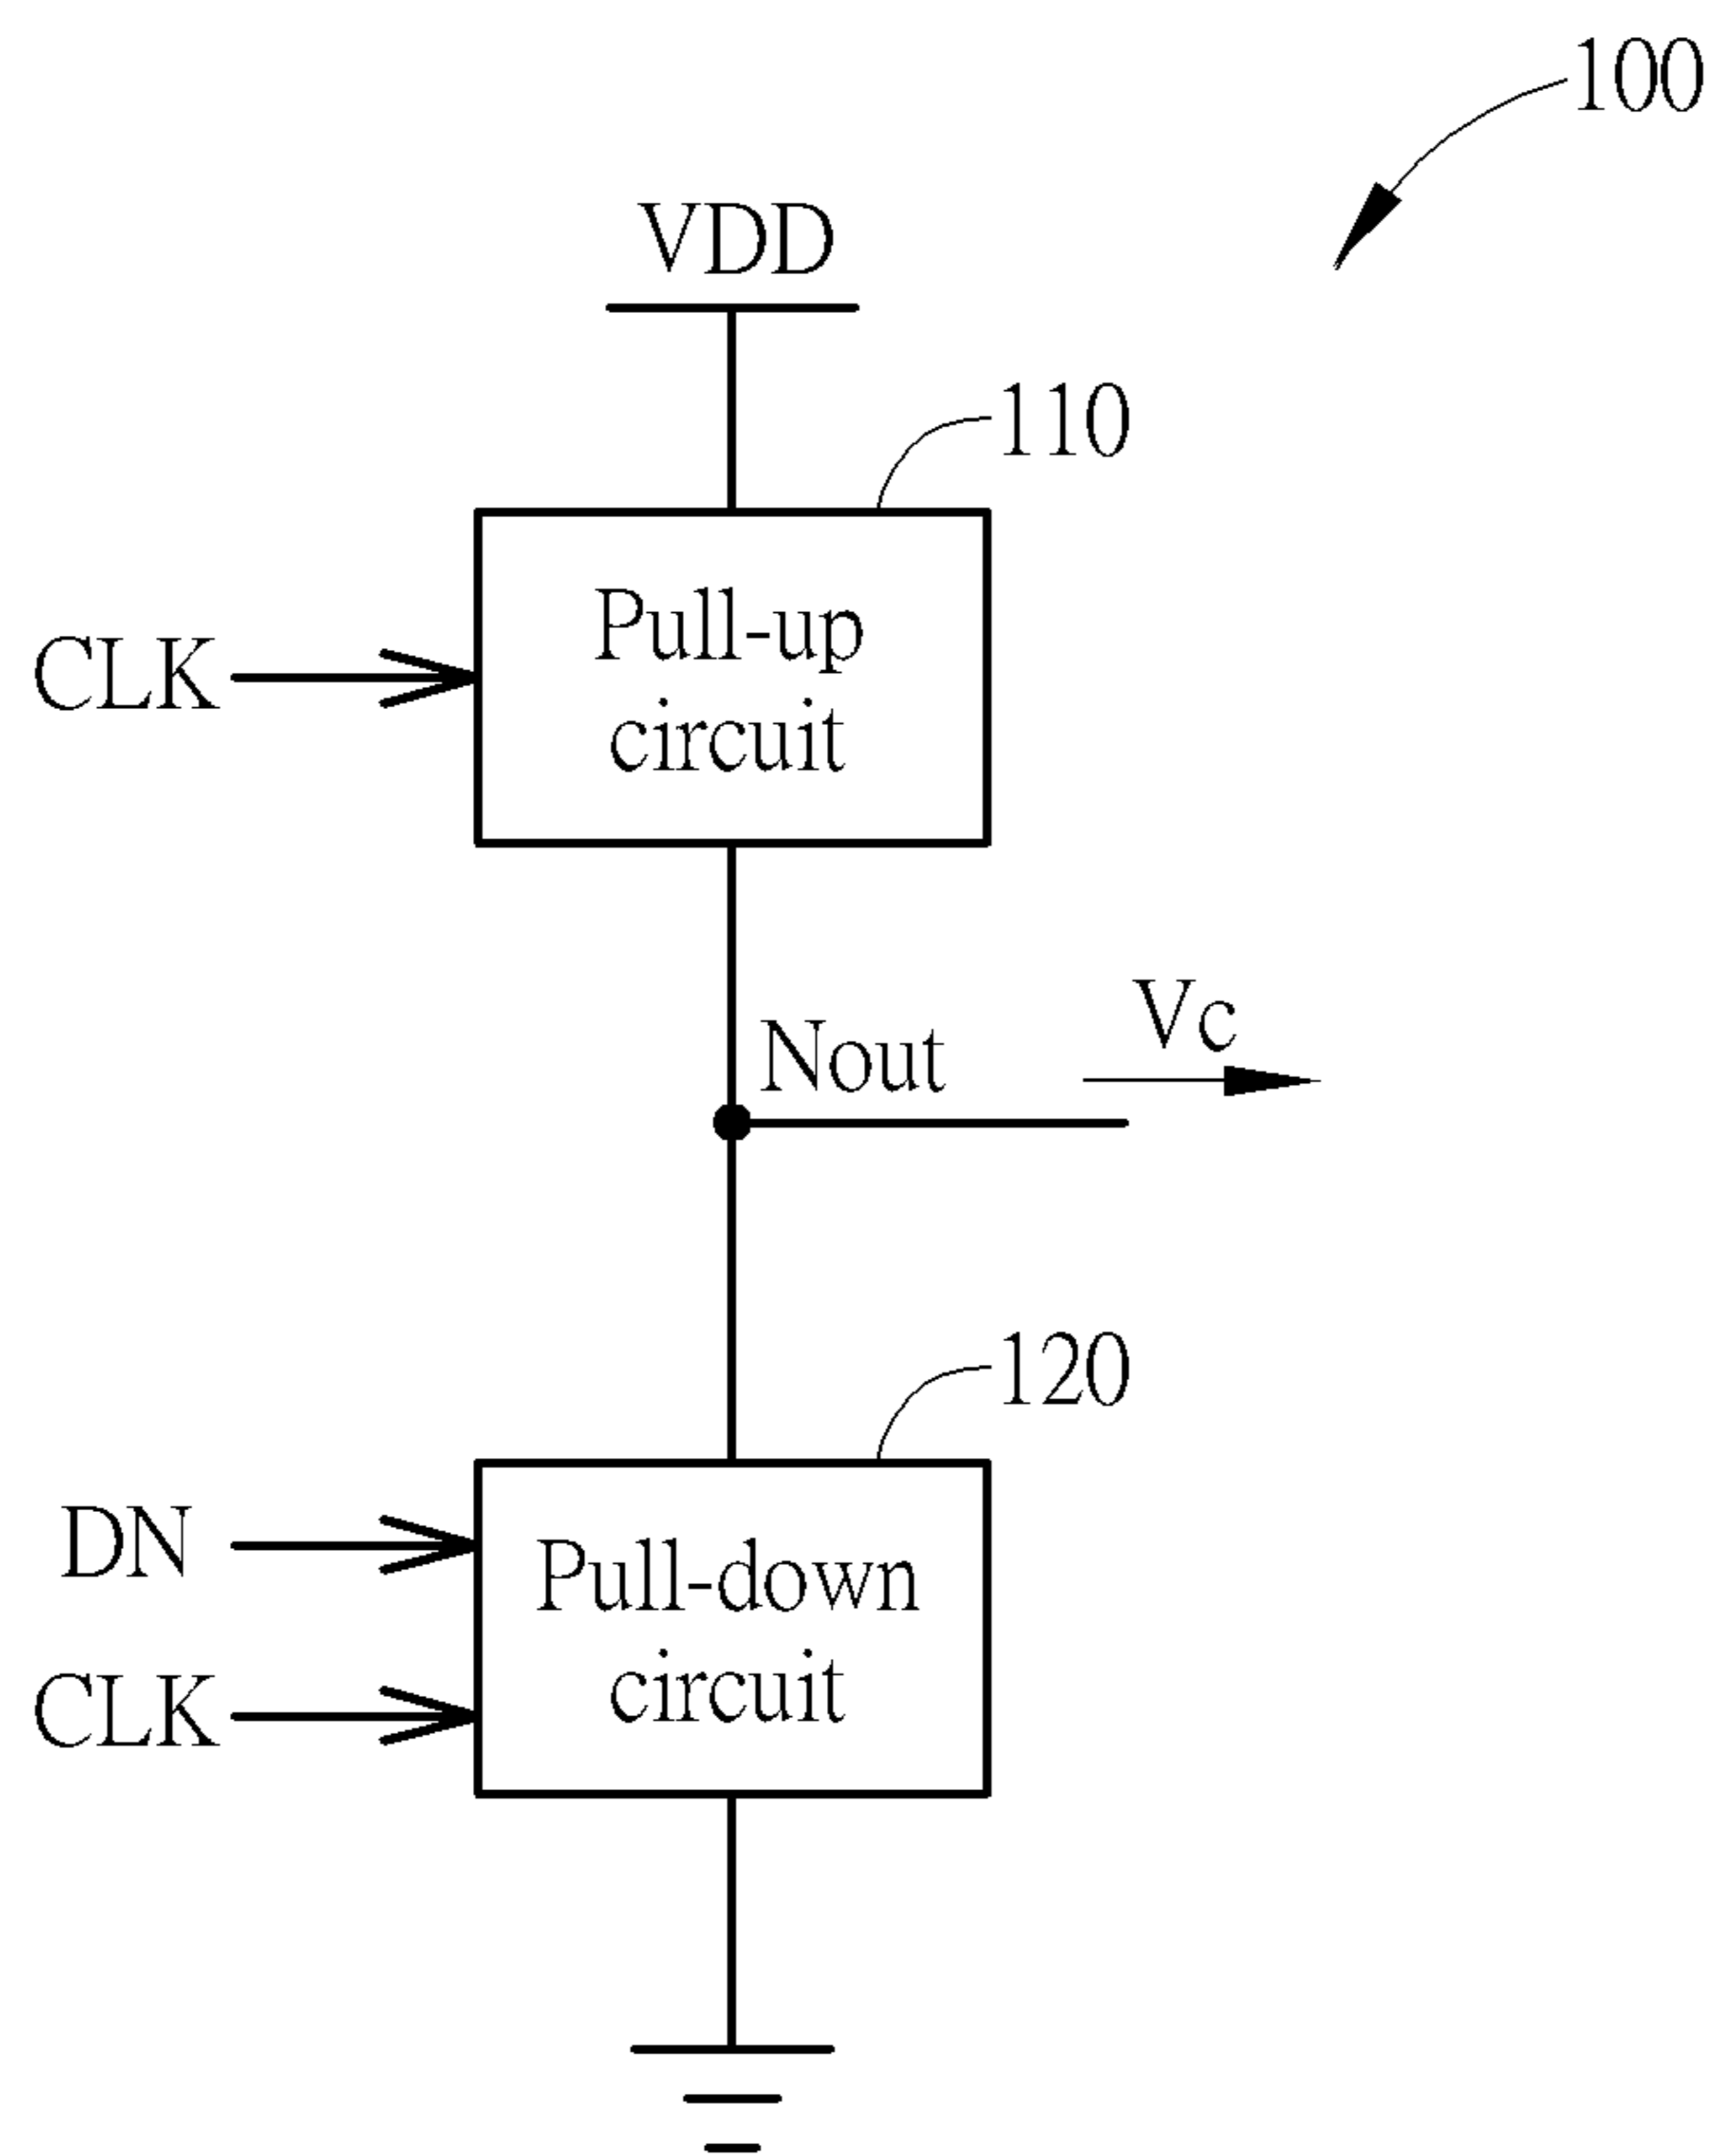 100
VDD
110
CLK
Pull-up
circuit
Nout
Vc
120
DN
Pull-down
circuit
CLK